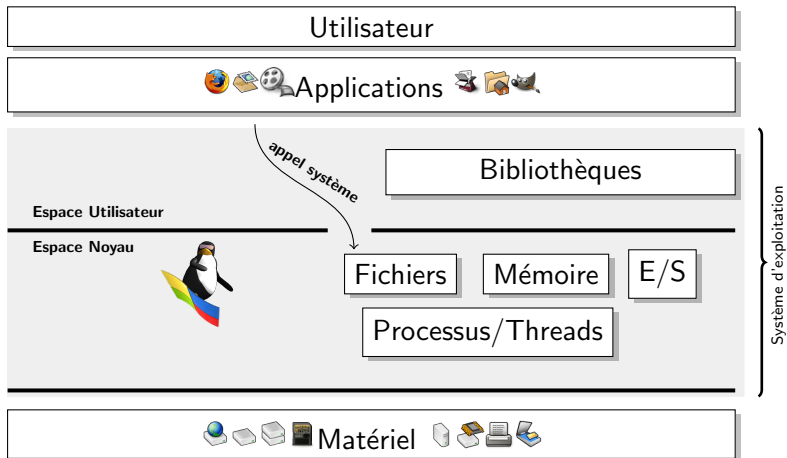 Utilisateur
Applications
appel système
Bibliothèques
Espace Utilisateur
Espace Noyau
Fichiers
Mémoire
E/S
Processus/Threads
Matériel
Système d'exploitation